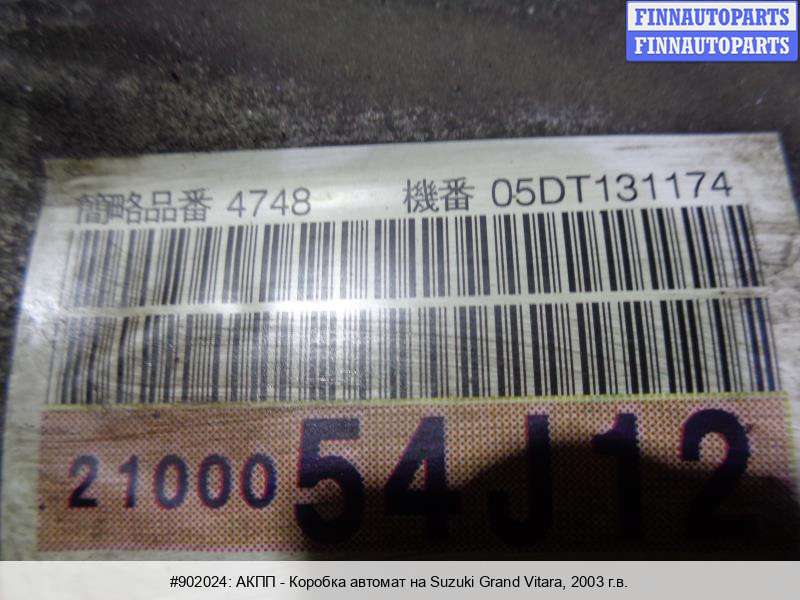 FINNAUTOPARTS
FINNAUTOPARTS
簡略品番 4748 機番 05DT131174
21000 54J12
#902024: АКПП - Коробка автомат на Suzuki Grand Vitara, 2003 г.в.